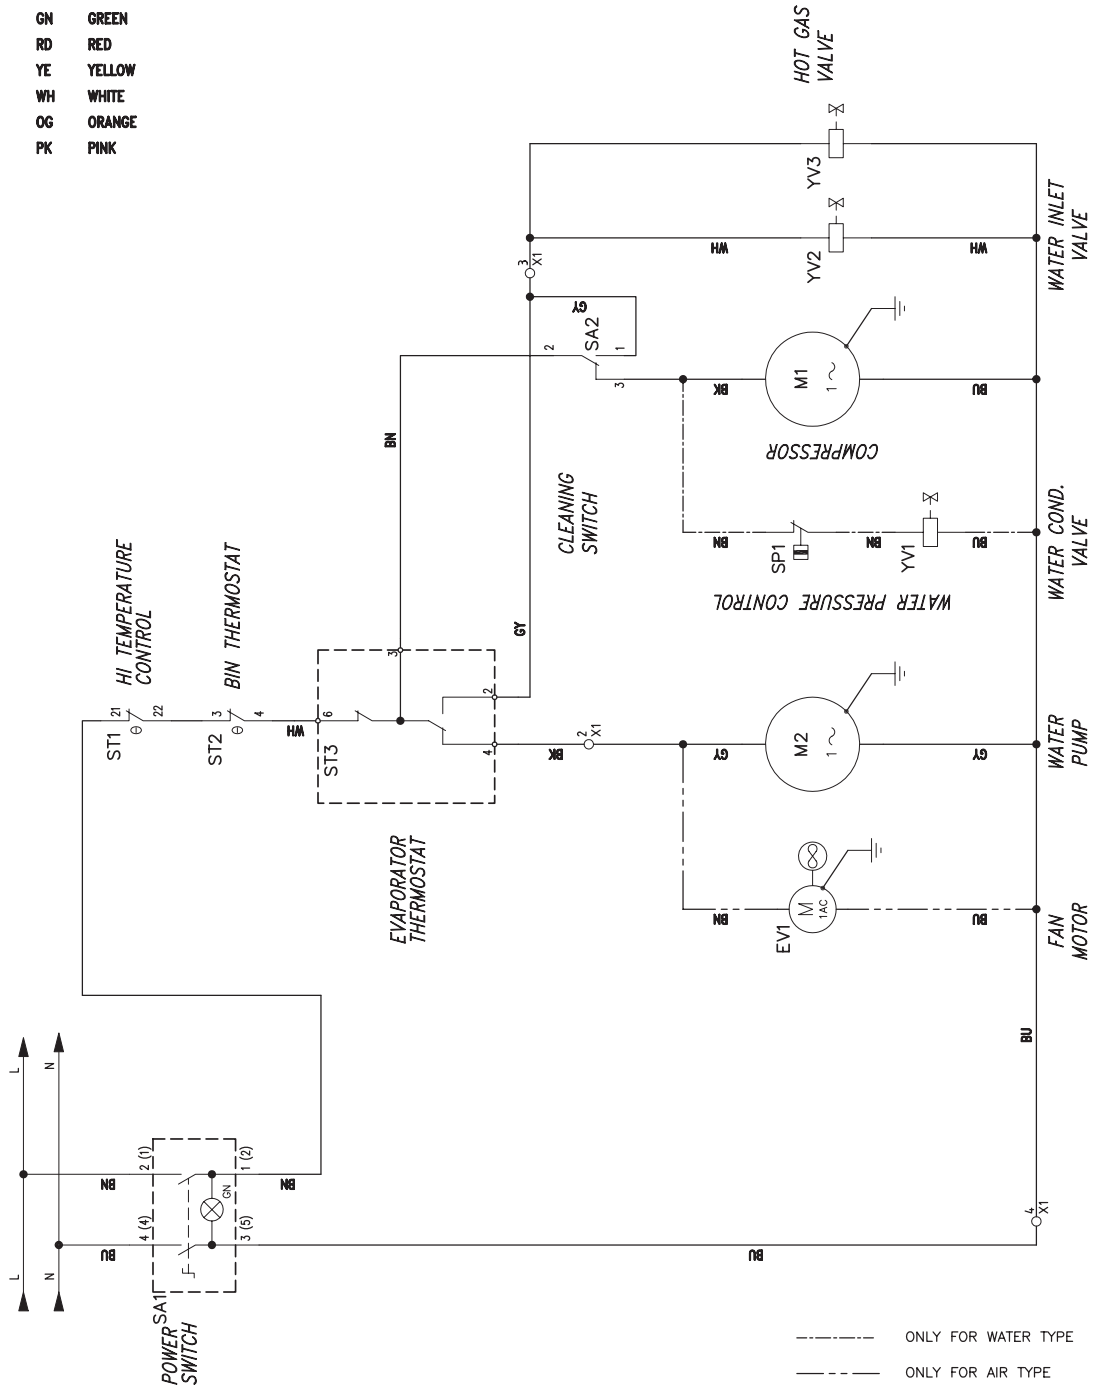 GN GREEN
RD RED
YE YELLOW
WH WHITE
OG ORANGE
PK PINK
HOT GAS
VALVE
YV3
WATER INLET
VALVE
YV2
WH
WH
3
X1
GY
SA2
2
1
3
BK
M1
1 ~
BU
COMPRESSOR
BN
CLEANING
SWITCH
BN
SP1
BN
YV1
BU
WATER COND.
VALVE
WATER PRESSURE CONTROL
HI TEMPERATURE
CONTROL
21
22
ST1
BIN THERMOSTAT
3
4
ST2
WH
6
ST3
3
2
4
GY
BK
2
X1
GY
M2
1 ~
GY
WATER
PUMP
EVAPORATOR
THERMOSTAT
BN
EV1
M
1AC
BU
FAN
MOTOR
BU
L
N
2 (1)
1 (2)
BN
BN
GN
4 (4)
3 (5)
BU
BU
4
X1
L
N
SA1
POWER
SWITCH
ONLY FOR WATER TYPE
ONLY FOR AIR TYPE